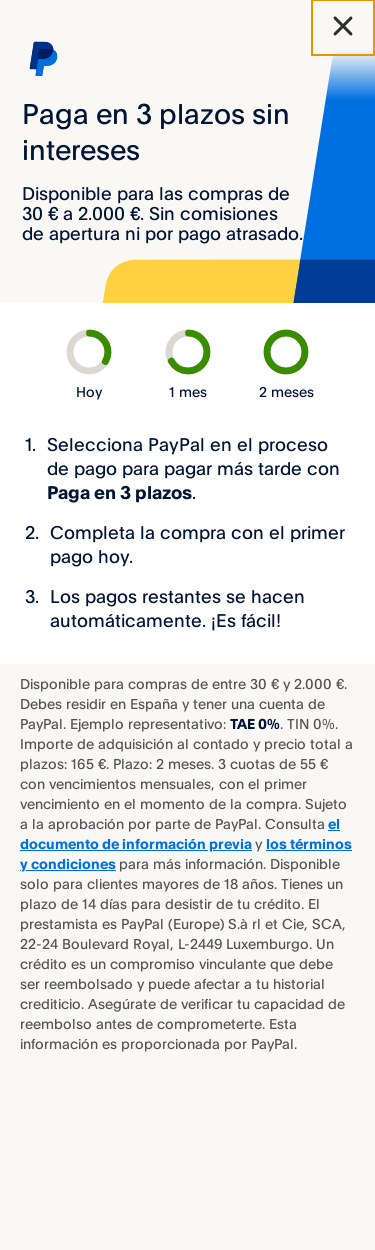 Paga en 3 plazos sin
intereses
Disponible para las compras de
30 € a 2.000 €. Sin comisiones
de apertura ni por pago atrasado.
Hoy
1 mes
2 meses
1. Selecciona PayPal en el proceso
de pago para pagar más tarde con
Paga en 3 plazos.
2. Completa la compra con el primer
pago hoy.
3. Los pagos restantes se hacen
automáticamente. ¡Es fácil!
Disponible para compras de entre 30 € y 2.000 €.
Debes residir en España y tener una cuenta de
PayPal. Ejemplo representativo: TAE 0%. TIN 0%.
Importe de adquisición al contado y precio total a
plazos: 165 €. Plazo: 2 meses. 3 cuotas de 55 €
con vencimientos mensuales, con el primer
vencimiento en el momento de la compra. Sujeto
a la aprobación por parte de PayPal. Consulta el
documento de información previa y los términos
y condiciones para más información. Disponible
solo para clientes mayores de 18 años. Tienes un
plazo de 14 días para desistir de tu crédito. El
prestamista es PayPal (Europe) S.à rl et Cie, SCA,
22-24 Boulevard Royal, L-2449 Luxemburgo. Un
crédito es un compromiso vinculante que debe
ser reembolsado y puede afectar a tu historial
crediticio. Asegúrate de verificar tu capacidad de
reembolso antes de comprometerte. Esta
información es proporcionada por PayPal.